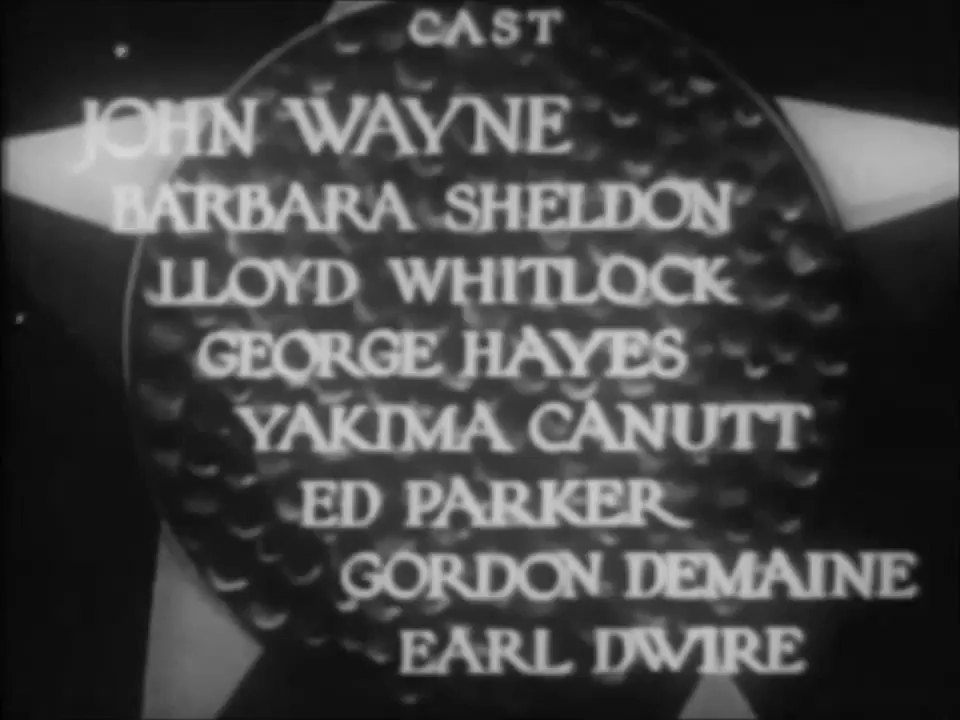 CAST
JOHN WAYNE
BARBARA SHELDON
LLOYD WHITLOCK
GEORGE HAYES
YAKIMA CANUTT
ED PARKER
GORDON DEMAINE
EARL DWIRE